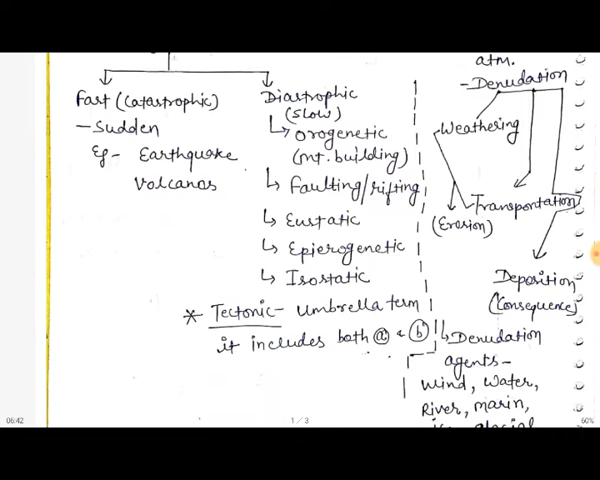 atm.
- Denudation
Fast (Catastrophic)
- Sudden
Eg - Earthquake
Volcanos
Diastrophic
(Slow)
↳ Orogenetic
(mt. building)
↳ Faulting/rifting
↳ Eustatic
↳ Epierogenetic
↳ Isostatic
* Tectonic - Umbrella term
it includes both ⓐ & ⓑ
Weathering
Transportation
(Erosion)
Deposition
(Consequence)
↳ Denudation
agents -
Wind, Water,
River, marin,
06:42
1 / 3
60%